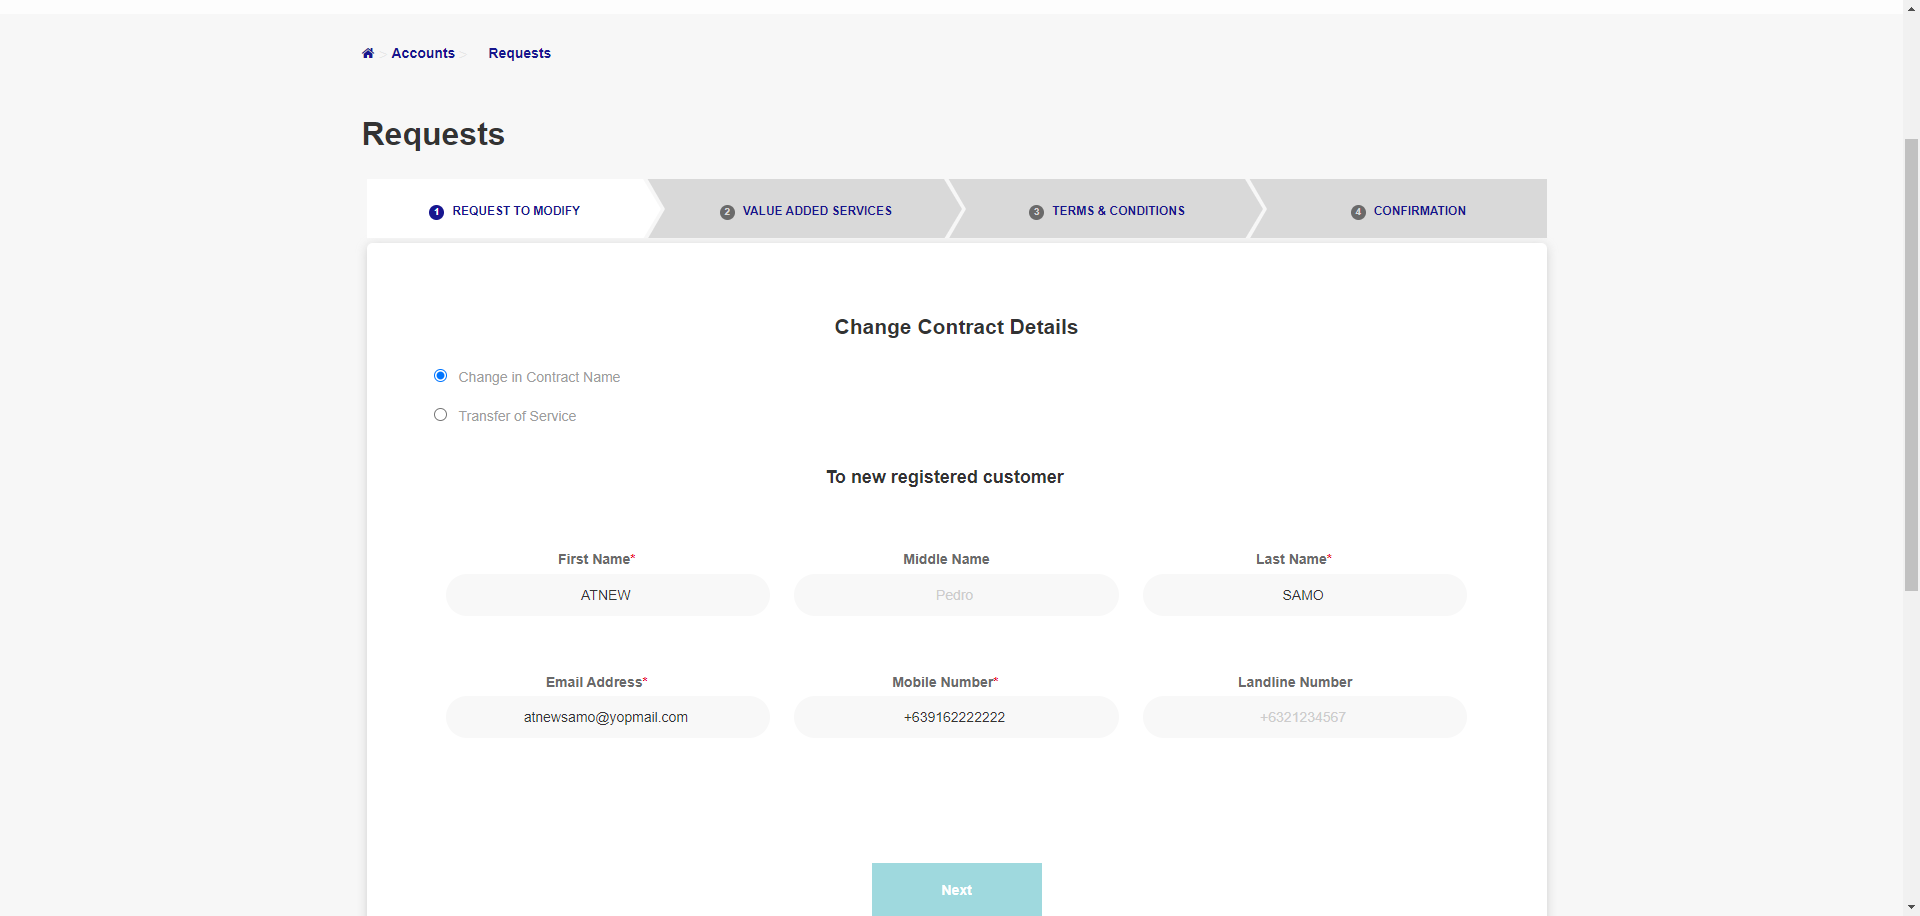 Accounts Requests
Requests
1 REQUEST TO MODIFY 2 VALUE ADDED SERVICES 3 TERMS & CONDITIONS 4 CONFIRMATION
Change Contract Details
Change in Contract Name
Transfer of Service
To new registered customer
First Name* Middle Name Last Name*
ATNEW Pedro SAMO
Email Address* Mobile Number* Landline Number
atnewsamo@yopmail.com +639162222222 +6321234567
Next